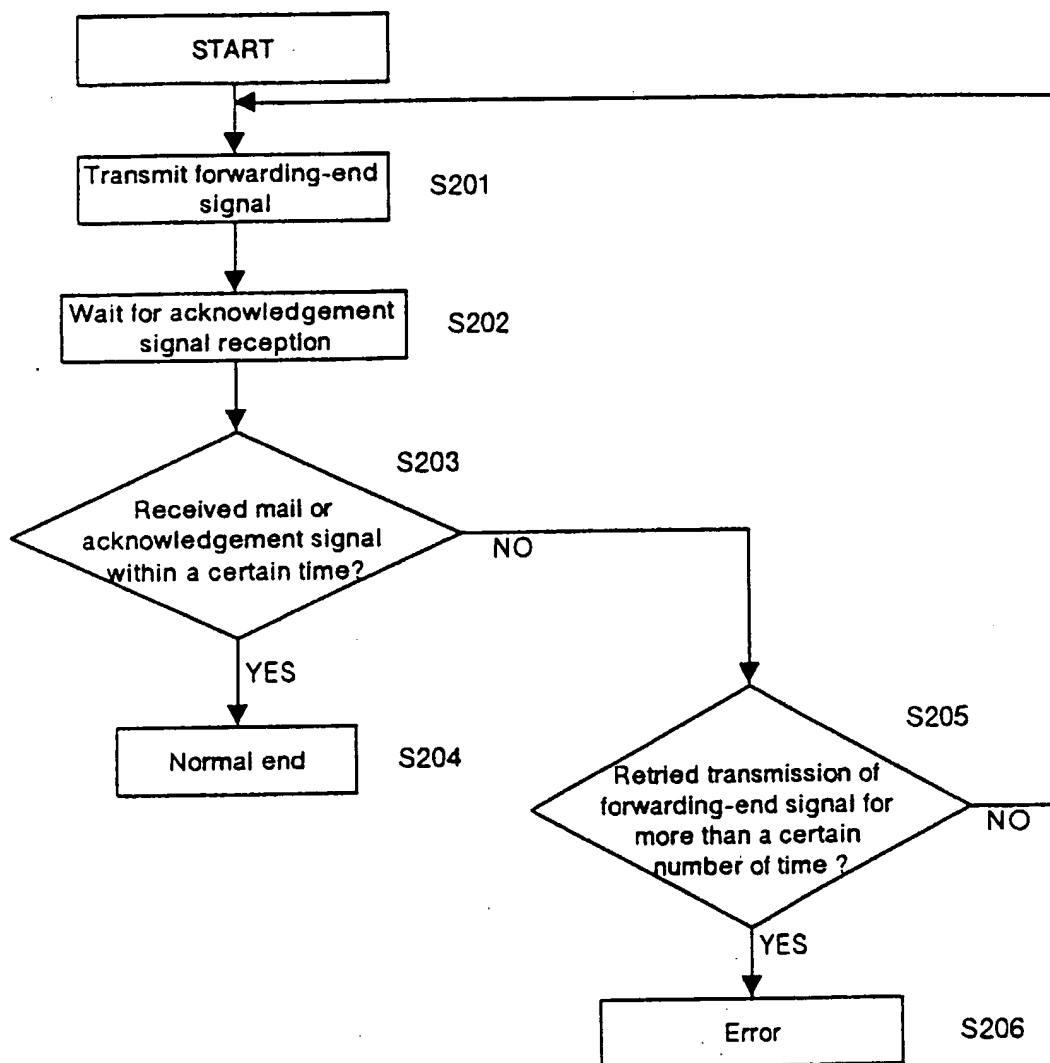 START
Transmit forwarding-end
signal
S201
Wait for acknowledgement
signal reception
S202
S203
Received mail or
acknowledgement signal
within a certain time?
NO
YES
Normal end
S204
S205
Retried transmission of
forwarding-end signal for
more than a certain
number of time ?
NO
YES
Error
S206